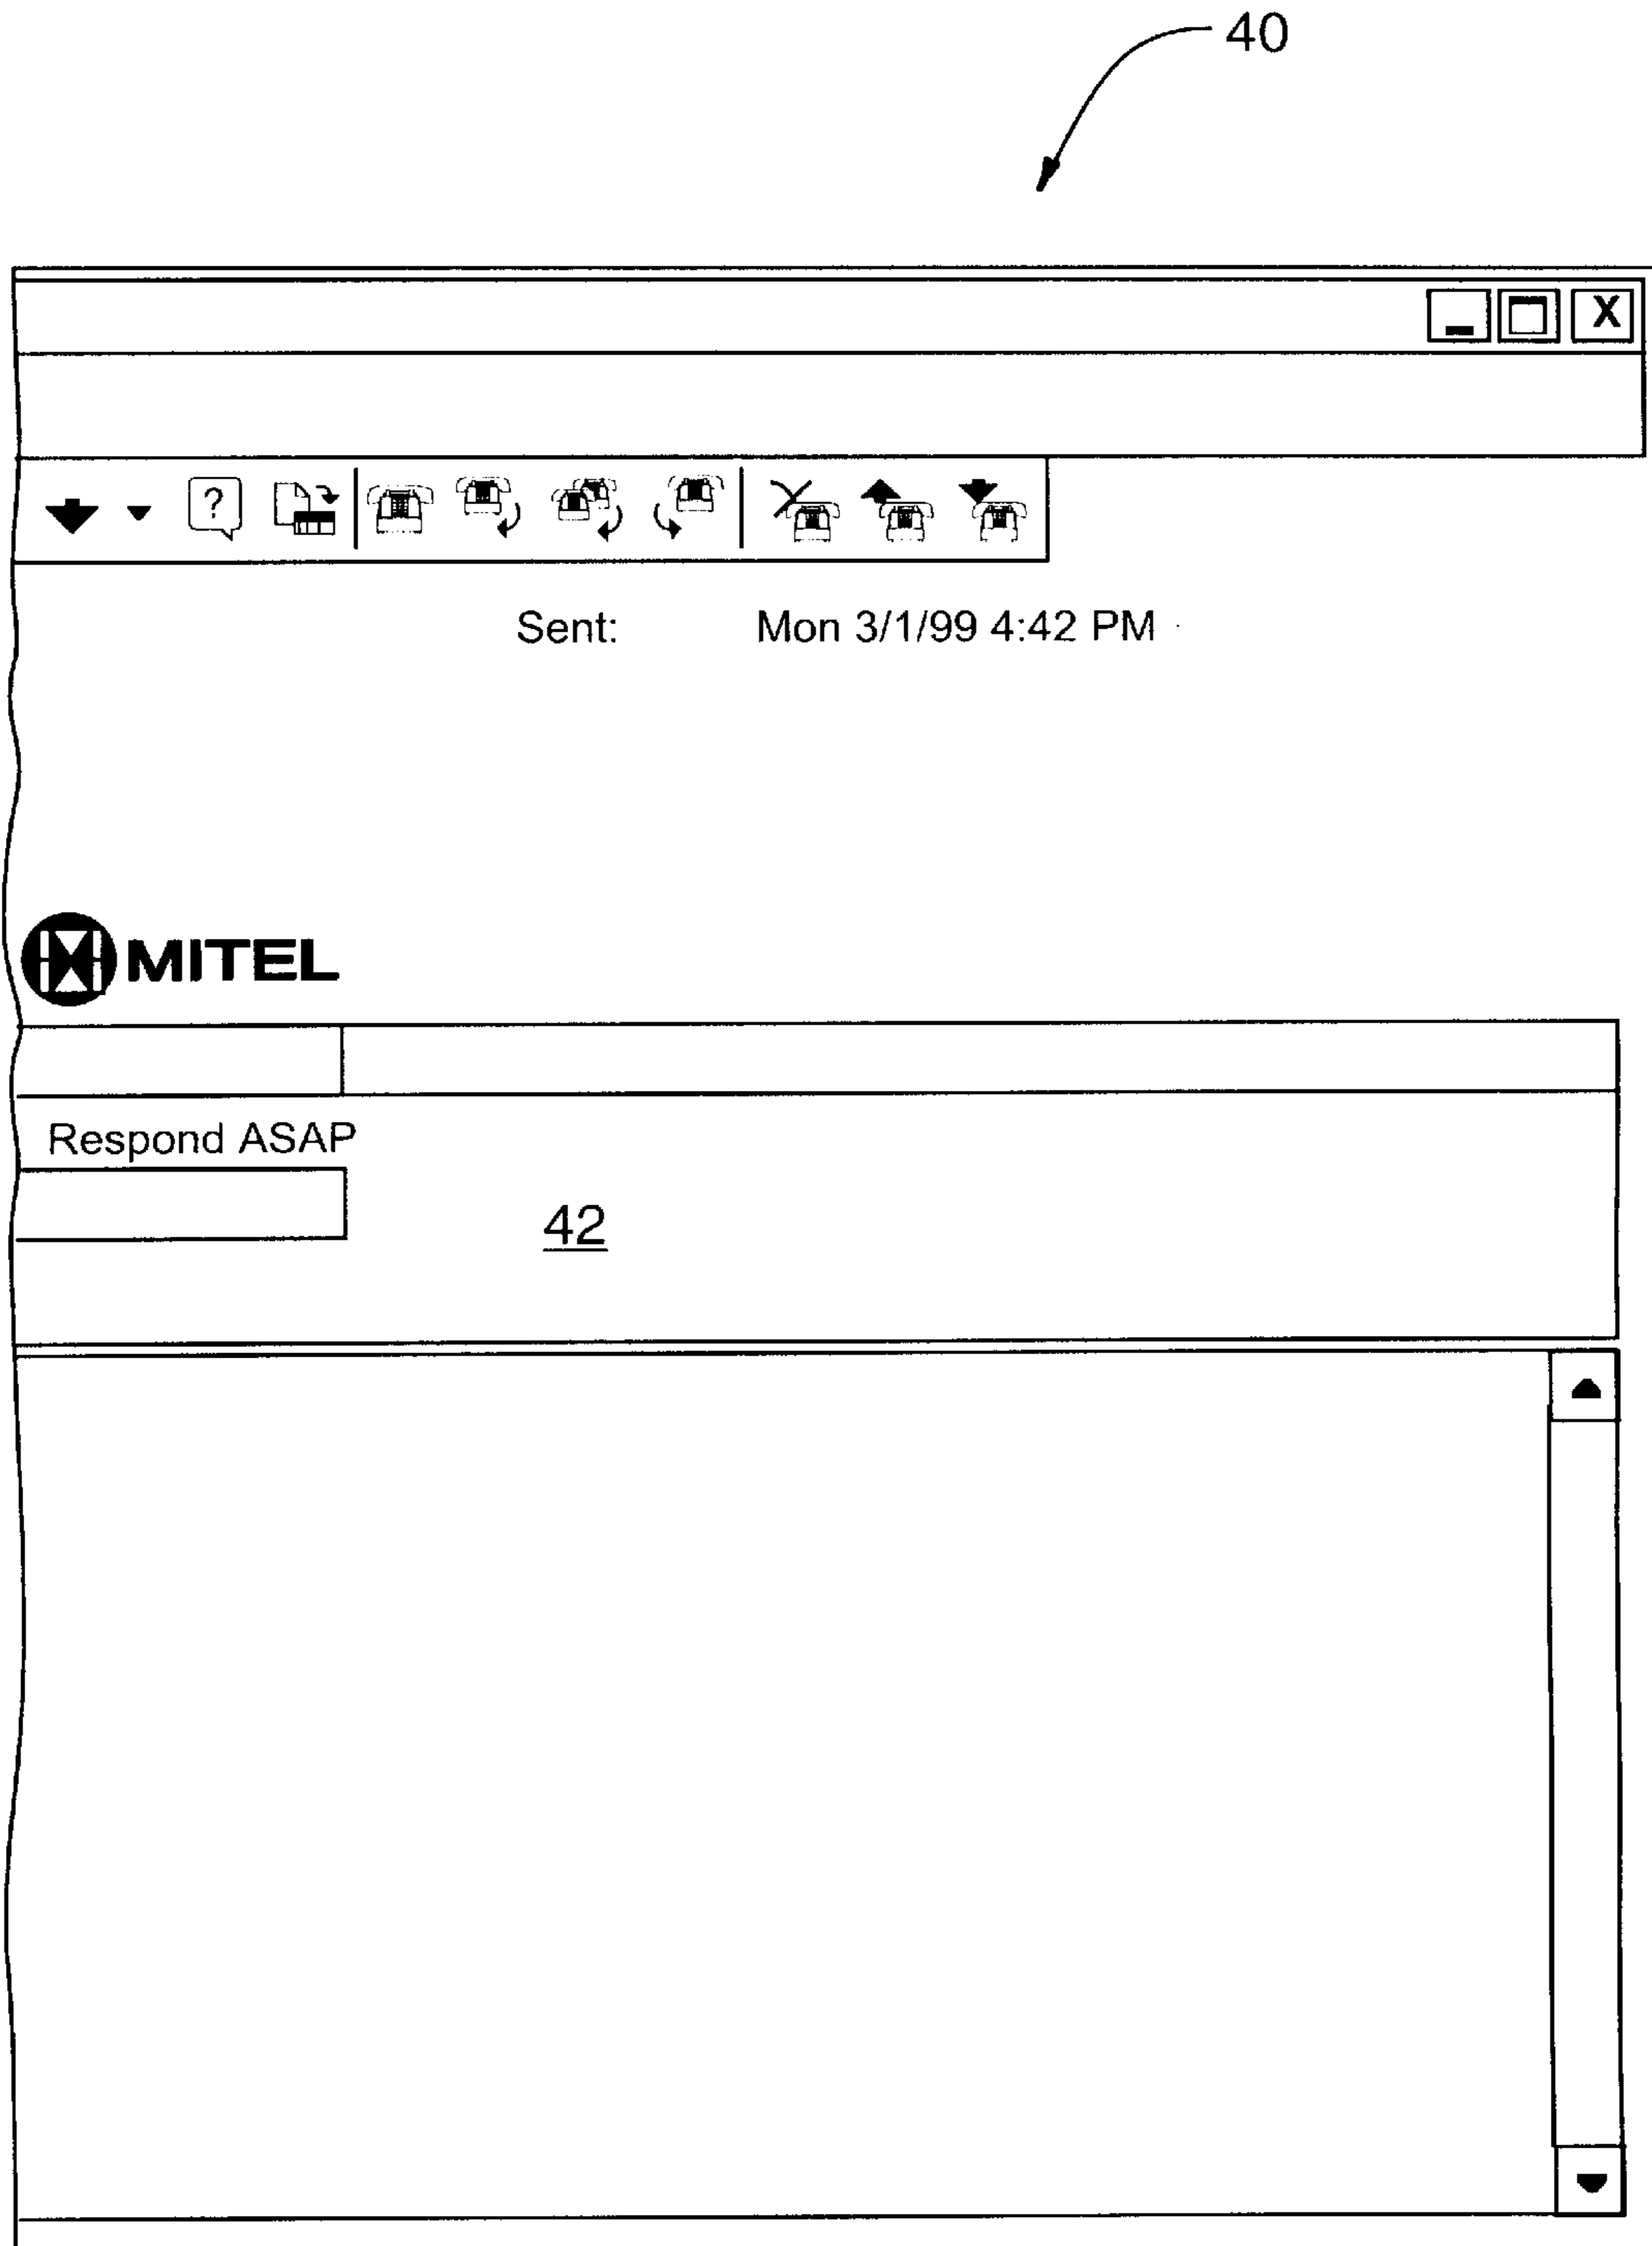 40
X
?
Sent: Mon 3/1/99 4:42 PM
MITEL
Respond ASAP
42